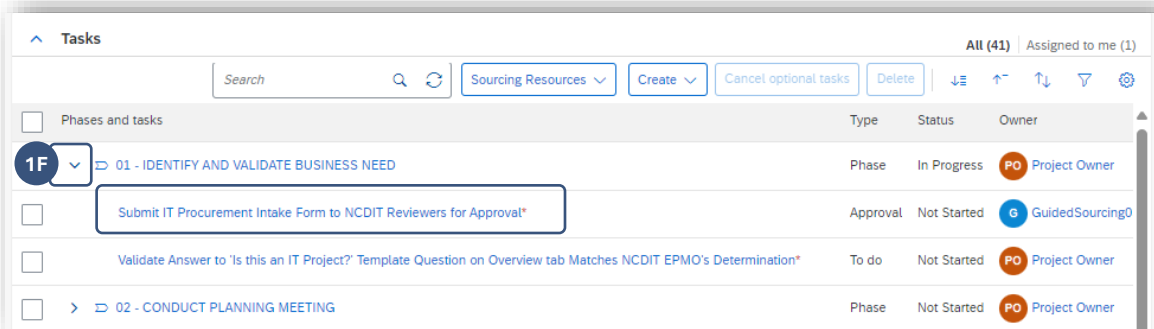 Tasks
All (41) Assigned to me (1)
Search Sourcing Resources Create Cancel optional tasks Delete
Phases and tasks Type Status Owner
1F 01 - IDENTIFY AND VALIDATE BUSINESS NEED Phase In Progress PO Project Owner
Submit IT Procurement Intake Form to NCDIT Reviewers for Approval* Approval Not Started G GuidedSourcing0
Validate Answer to 'Is this an IT Project?' Template Question on Overview tab Matches NCDIT EPMO's Determination* To do Not Started PO Project Owner
02 - CONDUCT PLANNING MEETING Phase Not Started PO Project Owner